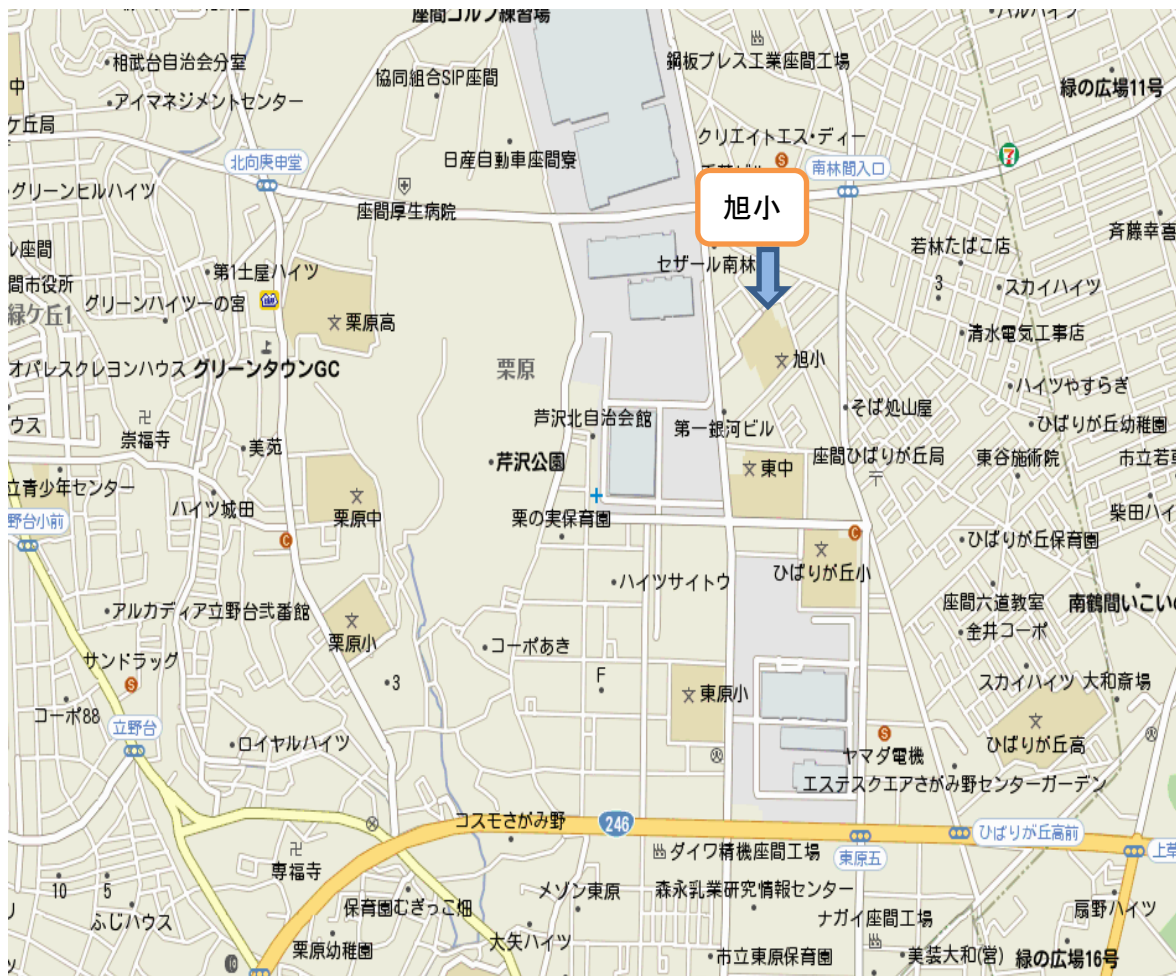 座間ゴルフ練習場
相武台自治会分室
鋼板プレス工業座間工場
協同組合SIP座間
緑の広場11号
中
アイマネジメントセンター
ケ丘局
クリエイトエス・ディー
北向庚申堂
日産自動車座間寮
南林間入口
7
グリーンヒルハイツ
座間厚生病院
旭小
斉藤幸喜
ル座間
若林たばこ店
第1土屋ハイツ
セザール南林
間市役所
グリーンハイツ一の宮
3
スカイハイツ
緑ケ丘1
栗原高
清水電気工事店
オパレスクレヨンハウス
グリーンタウンGC
栗原
旭小
ハイツやすらぎ
ウス
崇福寺
芦沢北自治会館
第一銀河ビル
そば処山屋
ひばりが丘幼稚園
美苑
芹沢公園
東中
座間ひばりが丘局
東谷施術院
市立若
立青少年センター
ハイツ城田
栗原中
栗の実保育園
柴田ハイ
野台小前
ひばりが丘保育園
ハイツサイトウ
ひばりが丘小
アルカディア立野台弐番館
座間六道教室
南鶴間いこい
栗原小
コーポあき
金井コーポ
サンドラッグ
3
F
東原小
スカイハイツ
大和斎場
コーポ88
立野台
ロイヤルハイツ
ヤマダ電機
ひばりが丘高
エステスクエアさがみ野センターガーデン
コスモさがみ野
246
ひばりが丘高前
専福寺
ダイワ精機座間工場
東原五
上草
10
5
メゾン東原
森永乳業研究情報センター
ふじハウス
保育園むぎっこ畑
ナガイ座間工場
扇野ハイツ
栗原幼稚園
大矢ハイツ
市立東原保育園
美装大和(営)
緑の広場16号